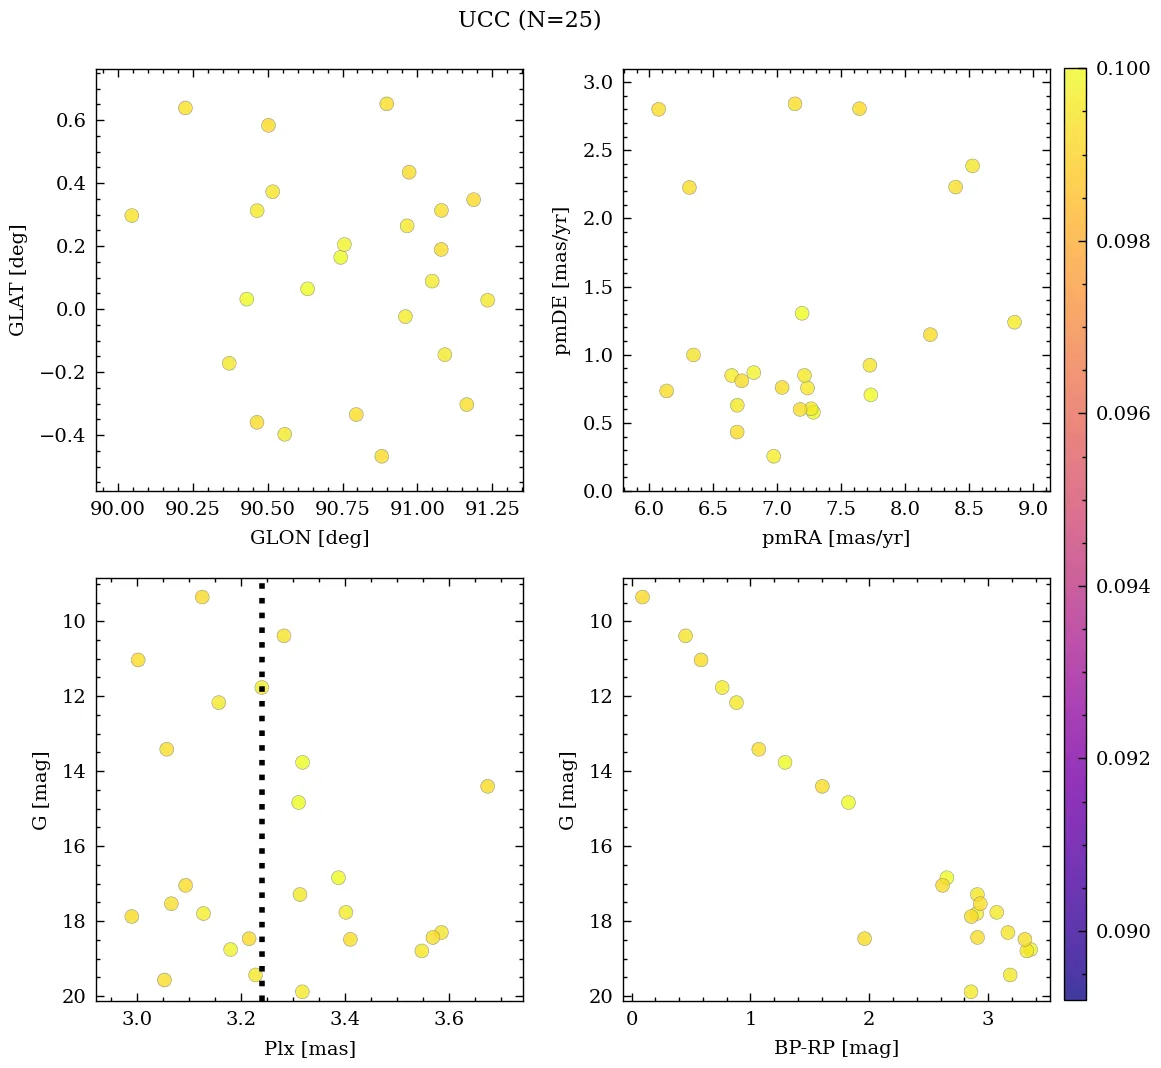 UCC (N=25)
GLAT [deg]
0.6
0.4
0.2
0.0
−0.2
−0.4
90.00 90.25 90.50 90.75 91.00 91.25
GLON [deg]
pmDE [mas/yr]
3.0
2.5
2.0
1.5
1.0
0.5
0.0
6.0 6.5 7.0 7.5 8.0 8.5 9.0
pmRA [mas/yr]
G [mag]
10
12
14
16
18
20
3.0 3.2 3.4 3.6
Plx [mas]
G [mag]
10
12
14
16
18
20
0 1 2 3
BP-RP [mag]
0.100
0.098
0.096
0.094
0.092
0.090